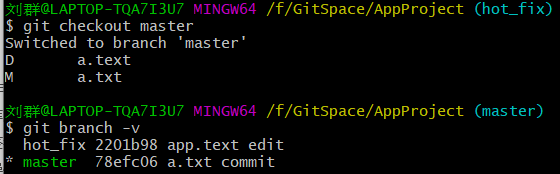 刘群@LAPTOP-TQA7I3U7 MINGW64 /f/GitSpace/AppProject (hot_fix)
$ git checkout master
Switched to branch 'master'
D       a.text
M       a.txt
刘群@LAPTOP-TQA7I3U7 MINGW64 /f/GitSpace/AppProject (master)
$ git branch -v
  hot_fix 2201b98 app.text edit
* master  78efc06 a.txt commit